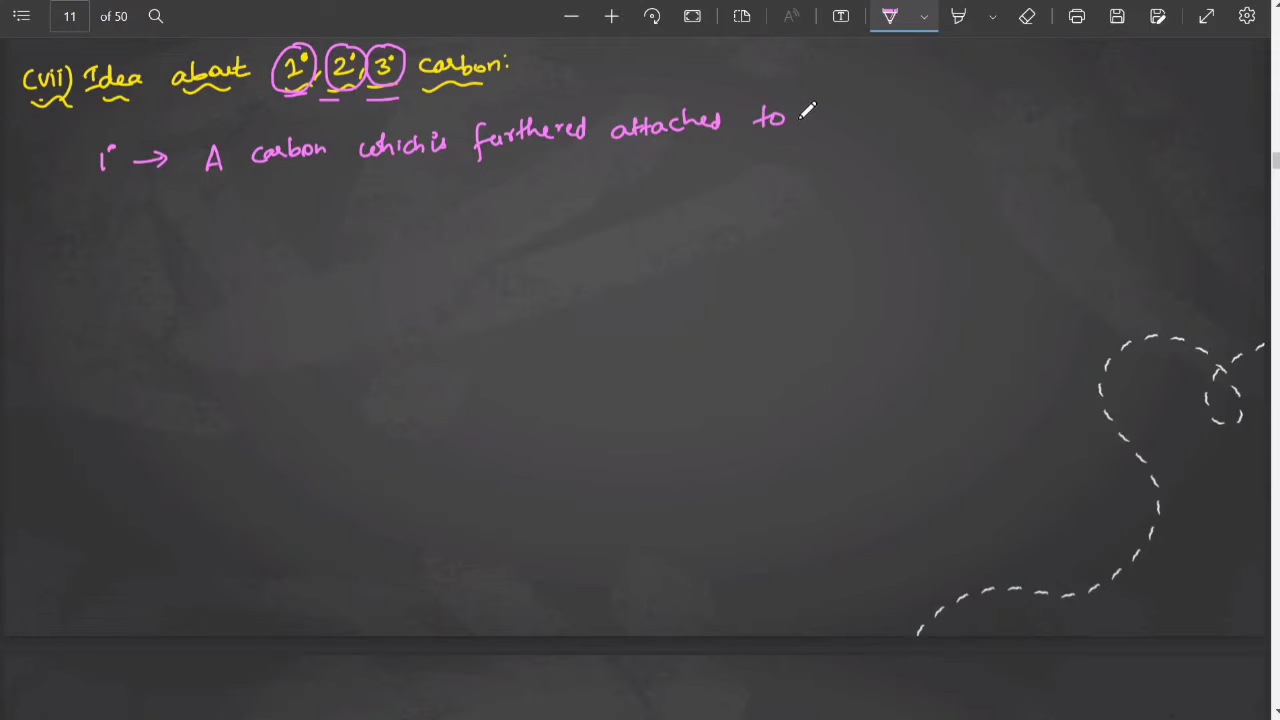 11 of 50
(vii) Idea about 1°, 2°, 3° carbon:
1° → A carbon which is furthered attached to